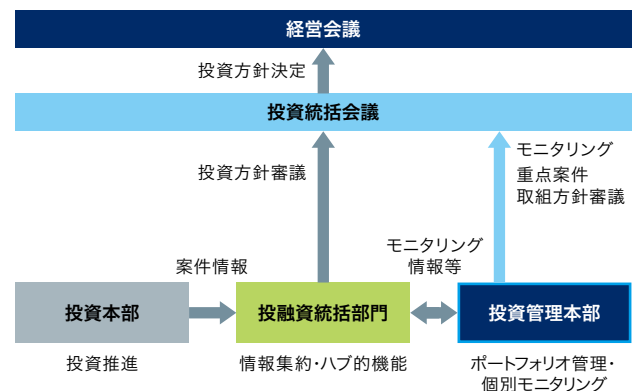 経営会議
投資方針決定
投資統括会議
投資方針審議
モニタリング
重点案件
取組方針審議
案件情報
モニタリング
情報等
投資本部
投融資統括部門
投資管理本部
投資推進
情報集約・ハブ的機能
ポートフォリオ管理・
個別モニタリング